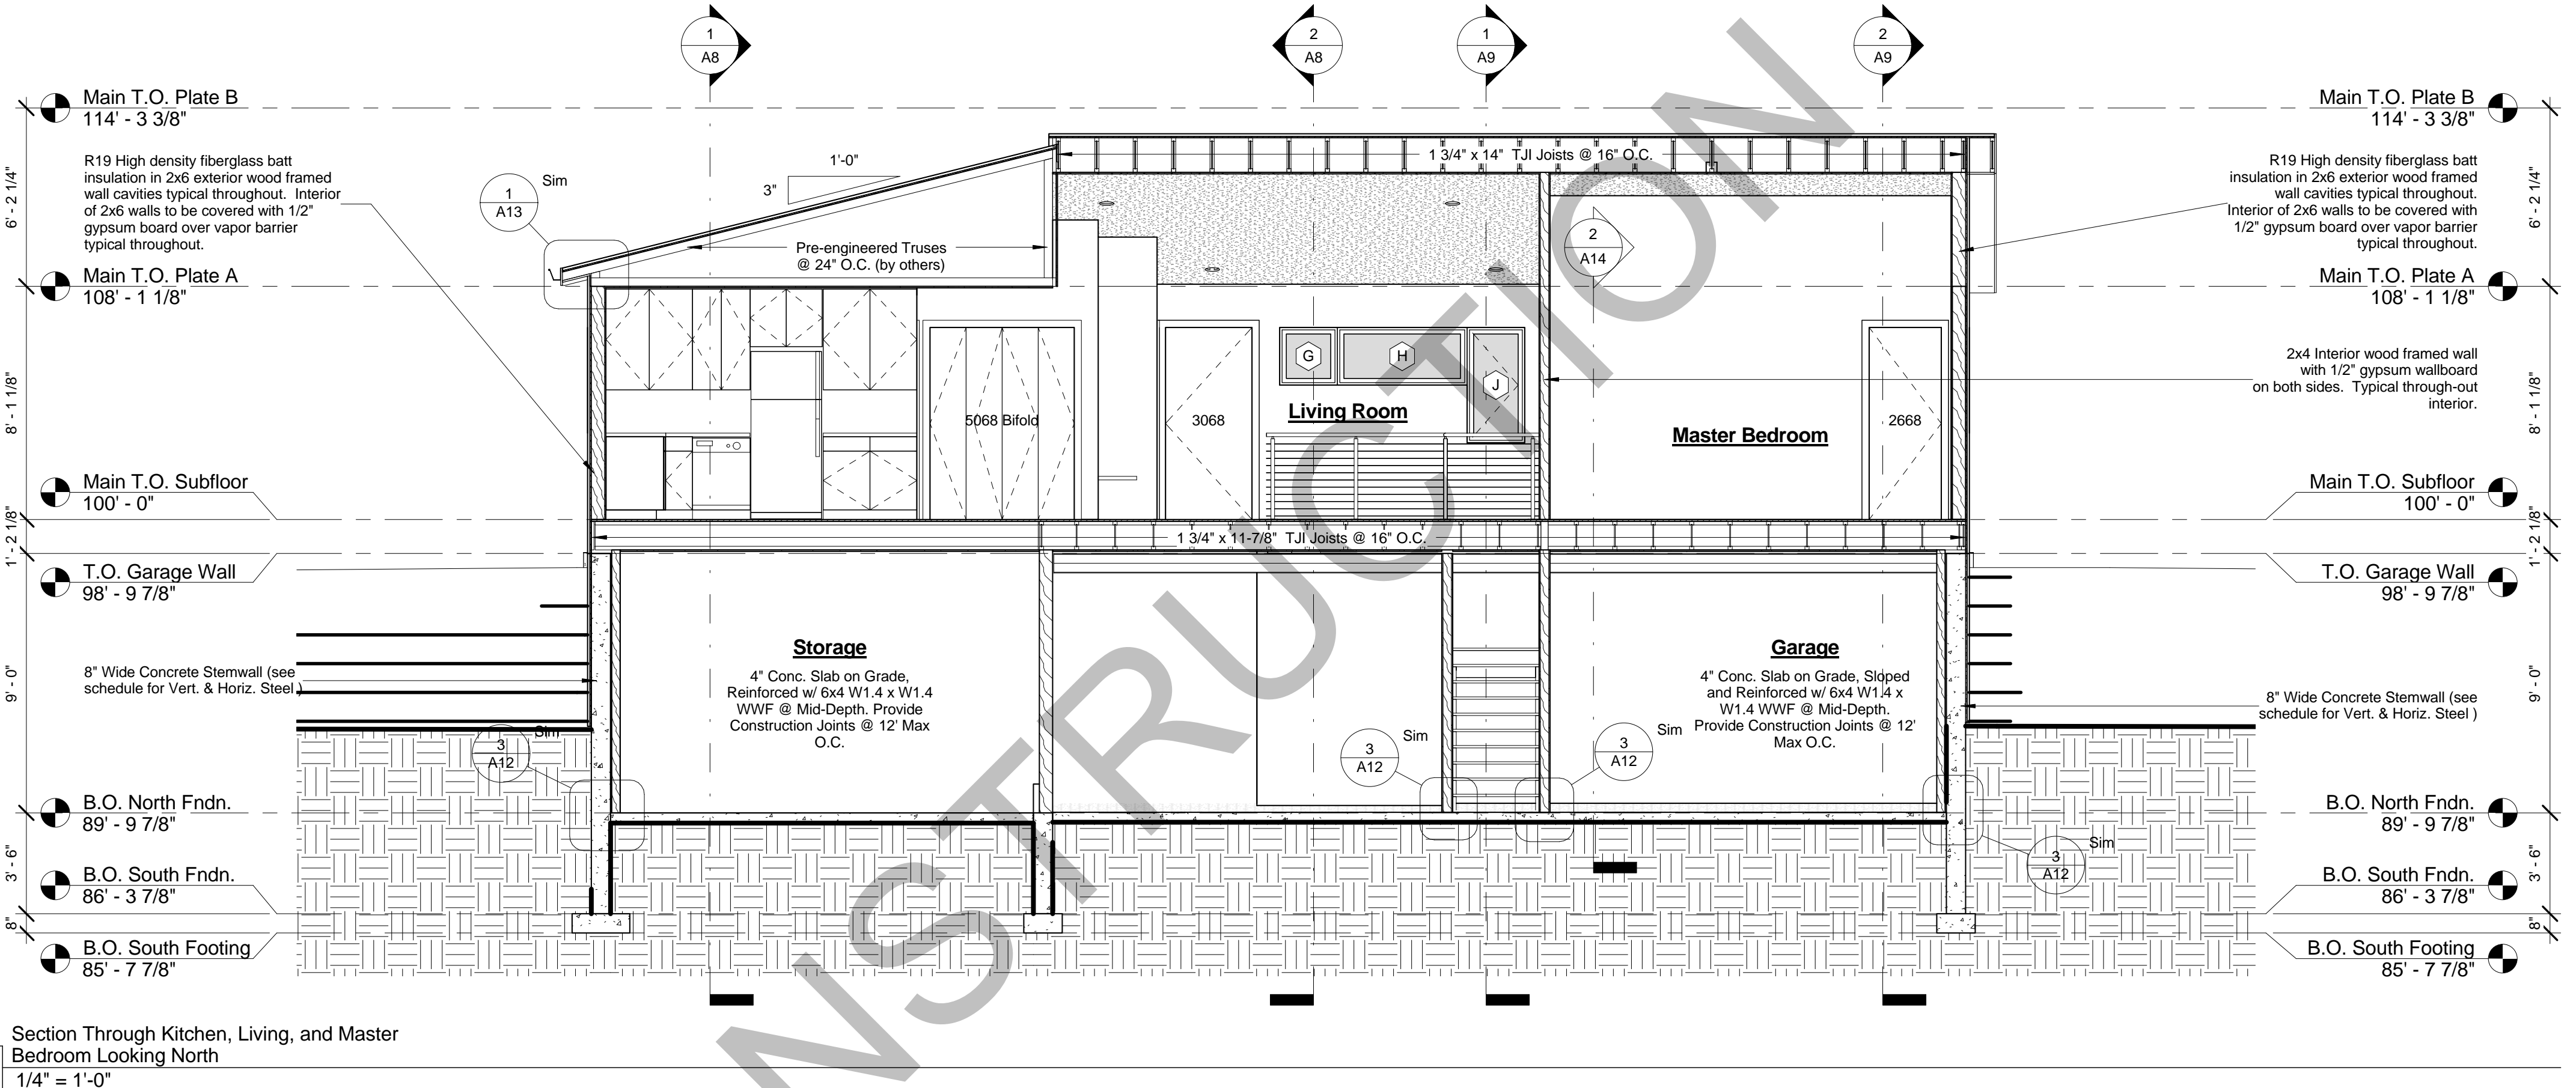 1
A8
2
A8
1
A9
2
A9
Main T.O. Plate B
114' - 3 3/8"
Main T.O. Plate B
114' - 3 3/8"
R19 High density fiberglass batt
insulation in 2x6 exterior wood framed
wall cavities typical throughout. Interior
of 2x6 walls to be covered with 1/2"
gypsum board over vapor barrier
typical throughout.
6' - 2 1/4"
1
A13
Sim
3"
1'-0"
Pre-engineered Truses
@ 24" O.C. (by others)
1 3/4" x 14" TJI Joists @ 16" O.C.
2
A14
R19 High density fiberglass batt
insulation in 2x6 exterior wood framed
wall cavities typical throughout.
Interior of 2x6 walls to be covered with
1/2" gypsum board over vapor barrier
typical throughout.
6' - 2 1/4"
Main T.O. Plate A
108' - 1 1/8"
Main T.O. Plate A
108' - 1 1/8"
8' - 1 1/8"
5068 Bifold
3068
G
H
J
Living Room
Master Bedroom
2668
2x4 Interior wood framed wall
with 1/2" gypsum wallboard
on both sides. Typical through-out
interior.
8' - 1 1/8"
Main T.O. Subfloor
100' - 0"
Main T.O. Subfloor
100' - 0"
1' - 2 1/8"
1 3/4" x 11-7/8" TJI Joists @ 16" O.C.
1' - 2 1/8"
T.O. Garage Wall
98' - 9 7/8"
T.O. Garage Wall
98' - 9 7/8"
9' - 0"
8" Wide Concrete Stemwall (see
schedule for Vert. & Horiz. Steel )
Storage
4" Conc. Slab on Grade,
Reinforced w/ 6x4 W1.4 x W1.4
WWF @ Mid-Depth. Provide
Construction Joints @ 12' Max
O.C.
Garage
4" Conc. Slab on Grade, Sloped
and Reinforced w/ 6x4 W1.4 x
W1.4 WWF @ Mid-Depth.
Provide Construction Joints @ 12'
Max O.C.
8" Wide Concrete Stemwall (see
schedule for Vert. & Horiz. Steel )
9' - 0"
3
A12
Sim
3
A12
Sim
3
A12
Sim
3
A12
Sim
B.O. North Fndn.
89' - 9 7/8"
B.O. North Fndn.
89' - 9 7/8"
3' - 6"
3' - 6"
B.O. South Fndn.
86' - 3 7/8"
B.O. South Fndn.
86' - 3 7/8"
8"
8"
B.O. South Footing
85' - 7 7/8"
B.O. South Footing
85' - 7 7/8"
NSTRUCTION
Section Through Kitchen, Living, and Master
Bedroom Looking North
1/4" = 1'-0"